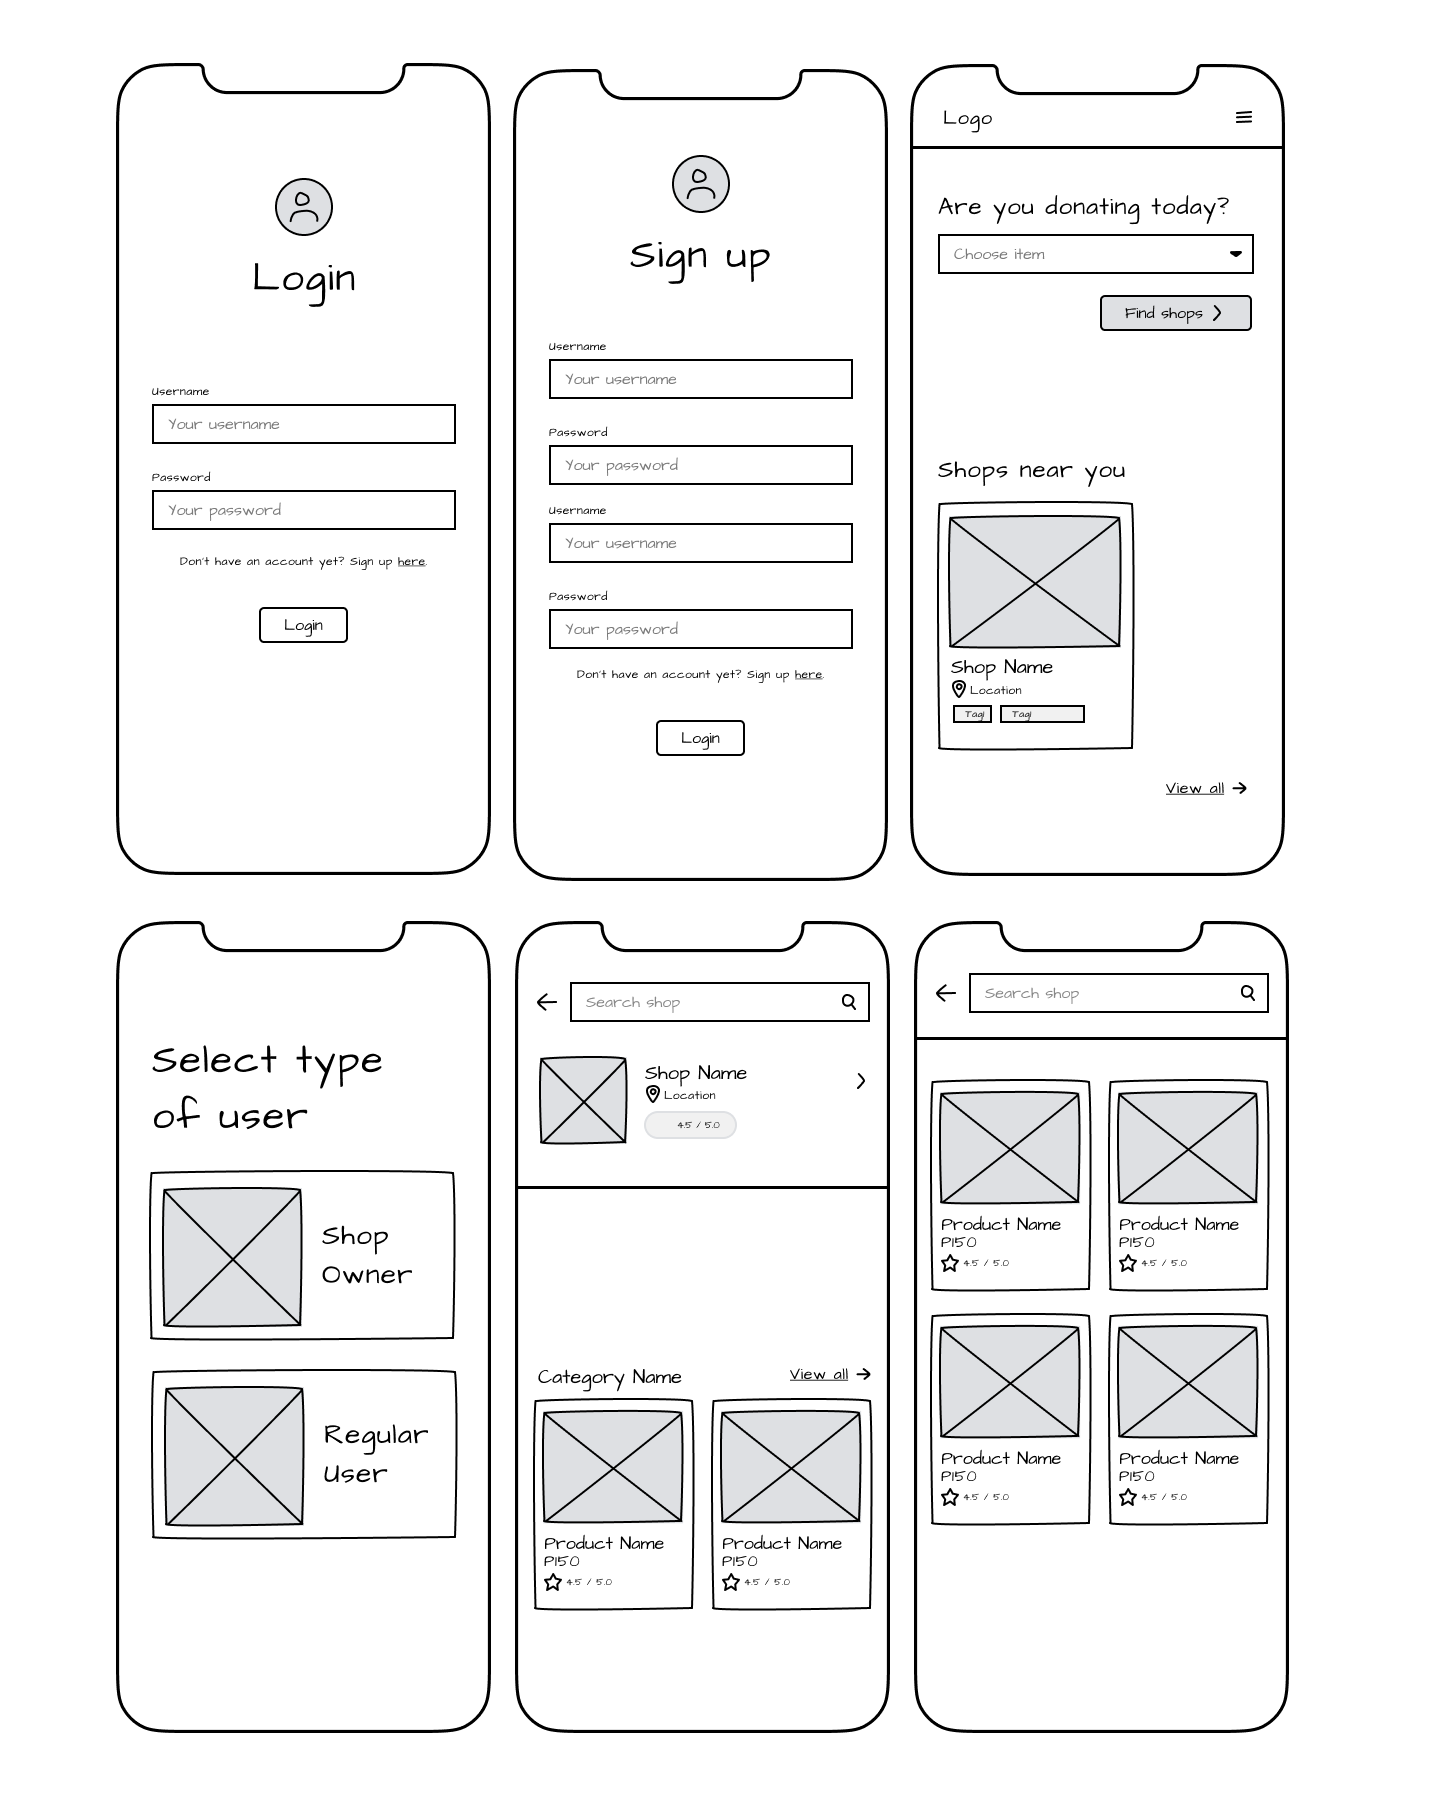 Login
Username
Your username
Password
Your password
Don't have an account yet? Sign up here.
Login
Sign up
Username
Your username
Password
Your password
Username
Your username
Password
Your password
Don't have an account yet? Sign up here.
Login
Logo
Are you donating today?
Choose item
Find shops
Shops near you
Shop Name
Location
Tag1 Tag1
View all
Select type
of user
Shop
Owner
Regular
User
Search shop
Shop Name
Location
4.5 / 5.0
Category Name View all
Product Name Product Name
P150 P150
4.5 / 5.0 4.5 / 5.0
Search shop
Product Name Product Name
P150 P150
4.5 / 5.0 4.5 / 5.0
Product Name Product Name
P150 P150
4.5 / 5.0 4.5 / 5.0